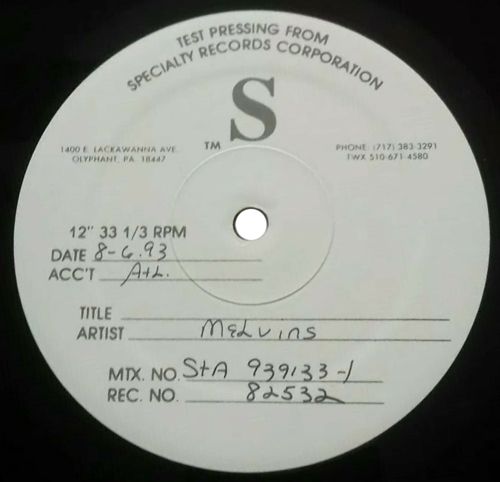 TEST PRESSING FROM
SPECIALTY RECORDS CORPORATION
S
TM
1400 E. LACKAWANNA AVE.
OLYPHANT, PA. 18447
PHONE: (717) 383-3291
TWX 510-671-4580
12" 33 1/3 RPM
DATE 8-6.93
ACC'T Atl.
TITLE
ARTIST Melvins
MTX. NO. StA 939133-1
REC. NO. 82532